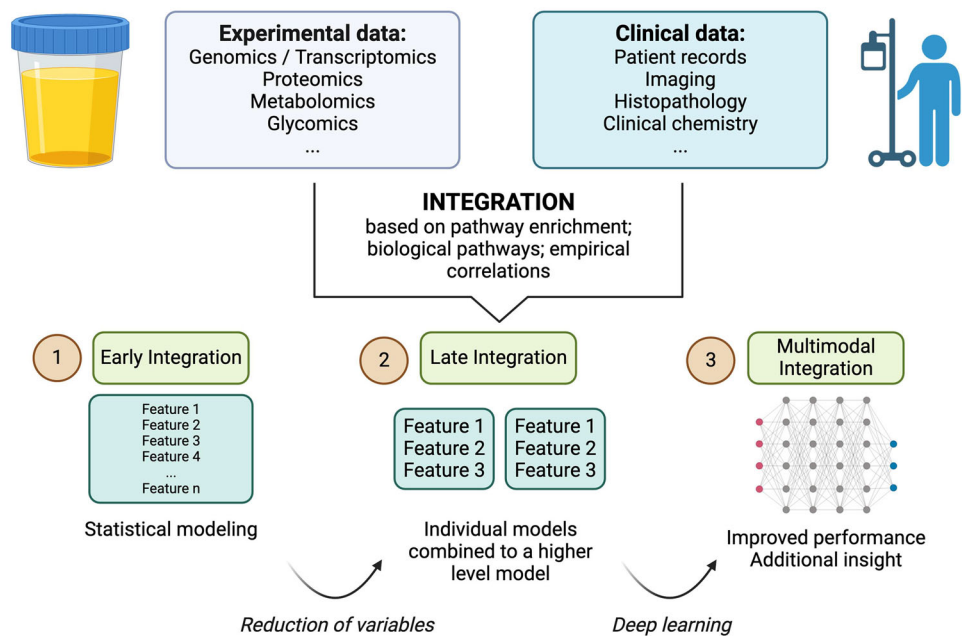 Experimental data:
Genomics / Transcriptomics
Proteomics
Metabolomics
Glycomics
...
Clinical data:
Patient records
Imaging
Histopathology
Clinical chemistry
...
INTEGRATION
based on pathway enrichment;
biological pathways; empirical
correlations
1
Early Integration
Feature 1
Feature 2
Feature 3
Feature 4
...
Feature n
Statistical modeling
2
Late Integration
Feature 1
Feature 2
Feature 3
Feature 1
Feature 2
Feature 3
Individual models
combined to a higher
level model
3
Multimodal
Integration
Improved performance
Additional insight
Reduction of variables
Deep learning